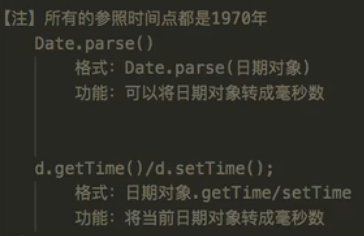 【注】所有的参照时间点都是1970年
Date.parse()
格式：Date.parse(日期对象)
功能：可以将日期对象转成毫秒数
d.getTime()/d.setTime();
格式：日期对象.getTime/setTime
功能：将当前日期对象转成毫秒数